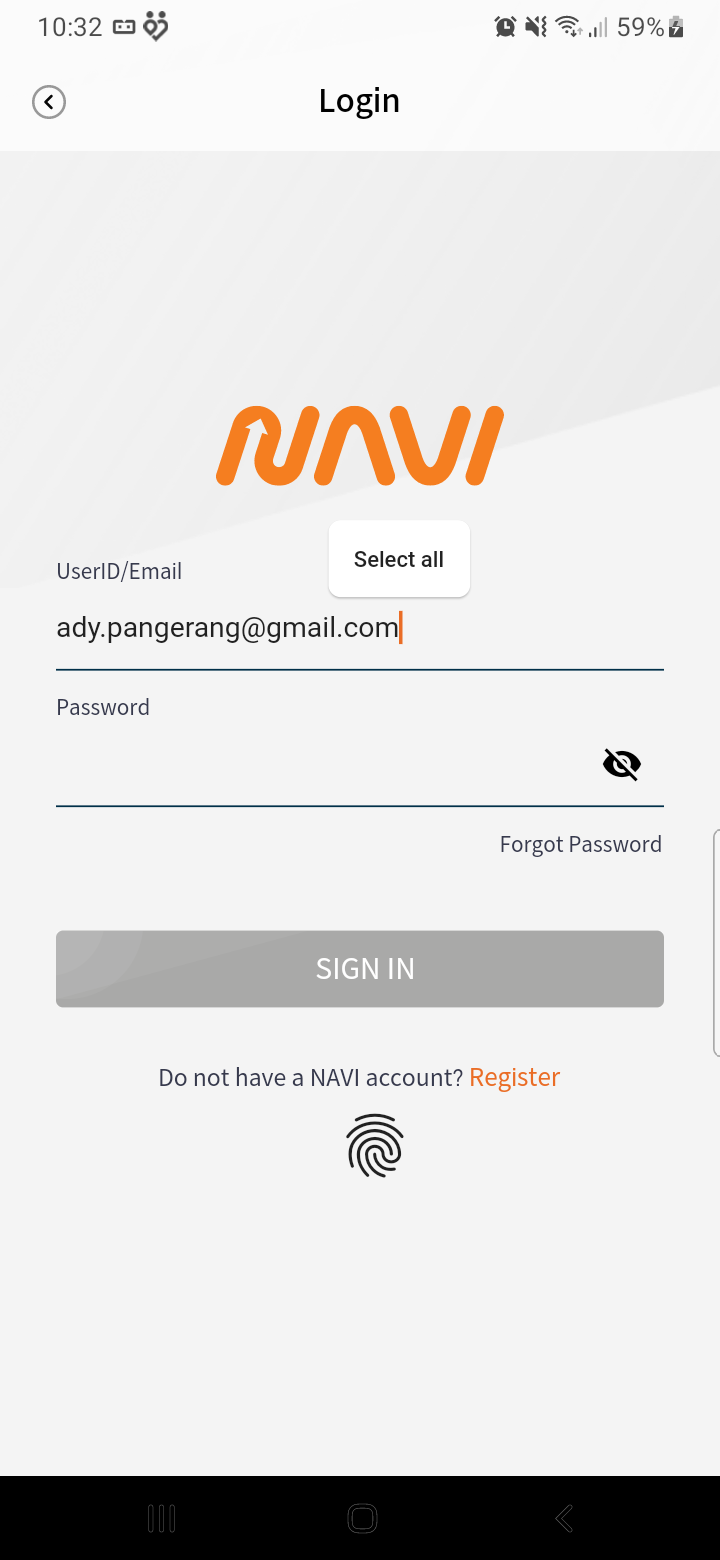 10:32 59%
Login
NAVI
Select all
UserID/Email
ady.pangerang@gmail.com
Password
Forgot Password
SIGN IN
Do not have a NAVI account? Register